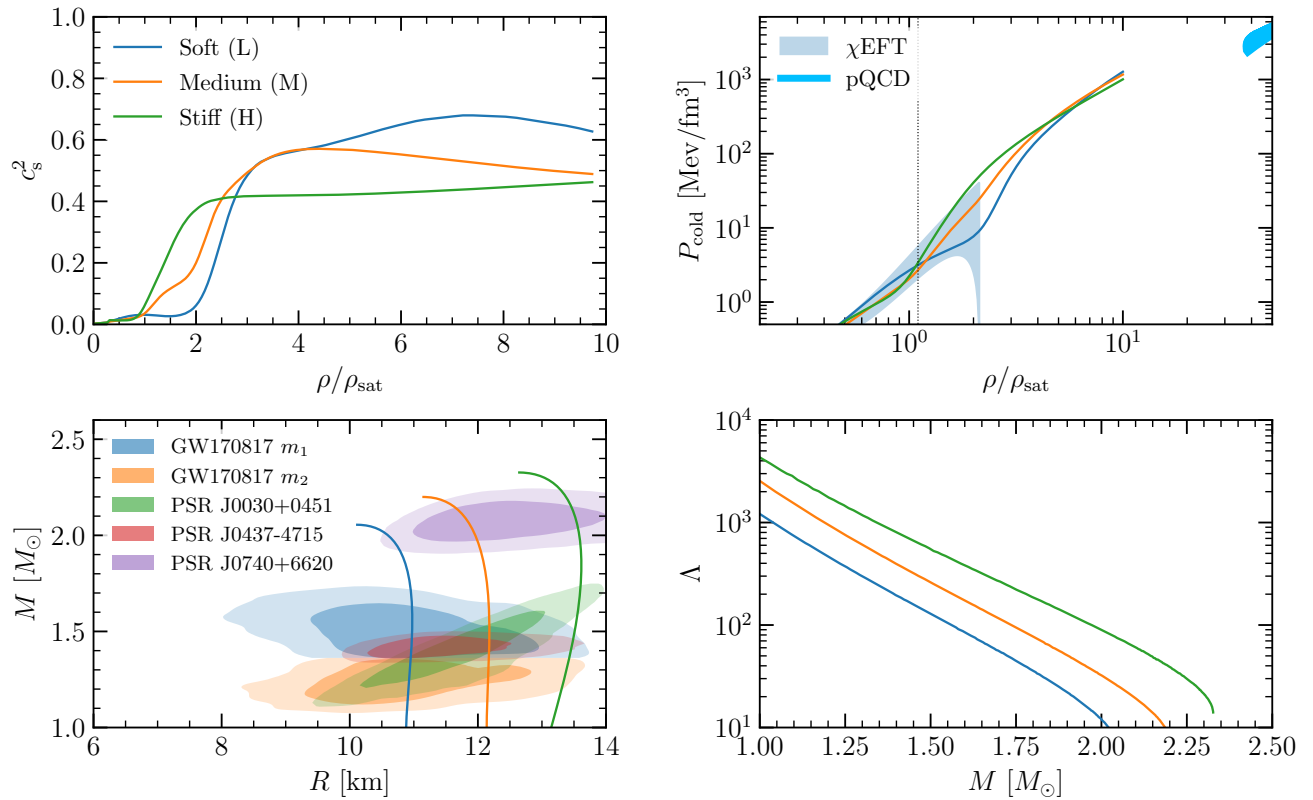 1.0
0.8
0.6
0.4
0.2
0.0
c_s^2
Soft (L)
Medium (M)
Stiff (H)
0 2 4 6 8 10
ρ/ρ_sat
10^3
10^2
10^1
10^0
P_cold [Mev/fm^3]
χEFT
pQCD
10^0 10^1
ρ/ρ_sat
2.5
2.0
1.5
1.0
M [M_⊙]
GW170817 m_1
GW170817 m_2
PSR J0030+0451
PSR J0437-4715
PSR J0740+6620
6 8 10 12 14
R [km]
10^4
10^3
10^2
10^1
Λ
1.00 1.25 1.50 1.75 2.00 2.25 2.50
M [M_⊙]